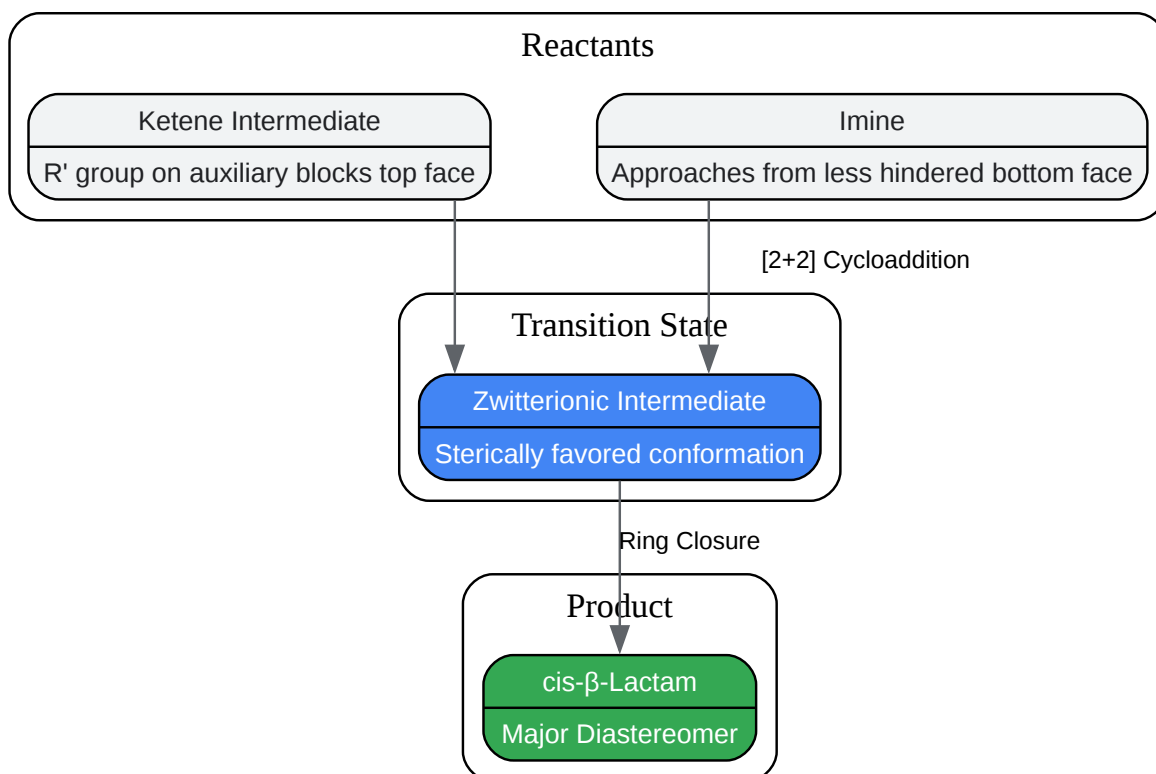 Reactants
Ketene Intermediate
R' group on auxiliary blocks top face
Imine
Approaches from less hindered bottom face
[2+2] Cycloaddition
Transition State
Zwitterionic Intermediate
Sterically favored conformation
Ring Closure
Product
cis-β-Lactam
Major Diastereomer